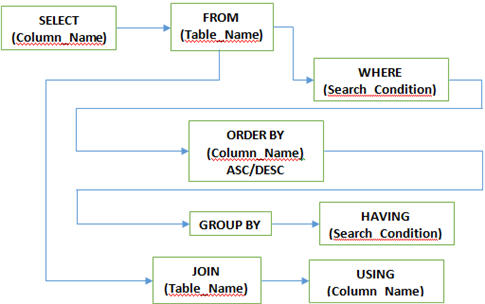 SELECT
(Column_Name)
FROM
(Table_Name)
WHERE
(Search_Condition)
ORDER BY
(Column_Name)
ASC/DESC
GROUP BY
HAVING
(Search_Condition)
JOIN
(Table_Name)
USING
(Column_Name)